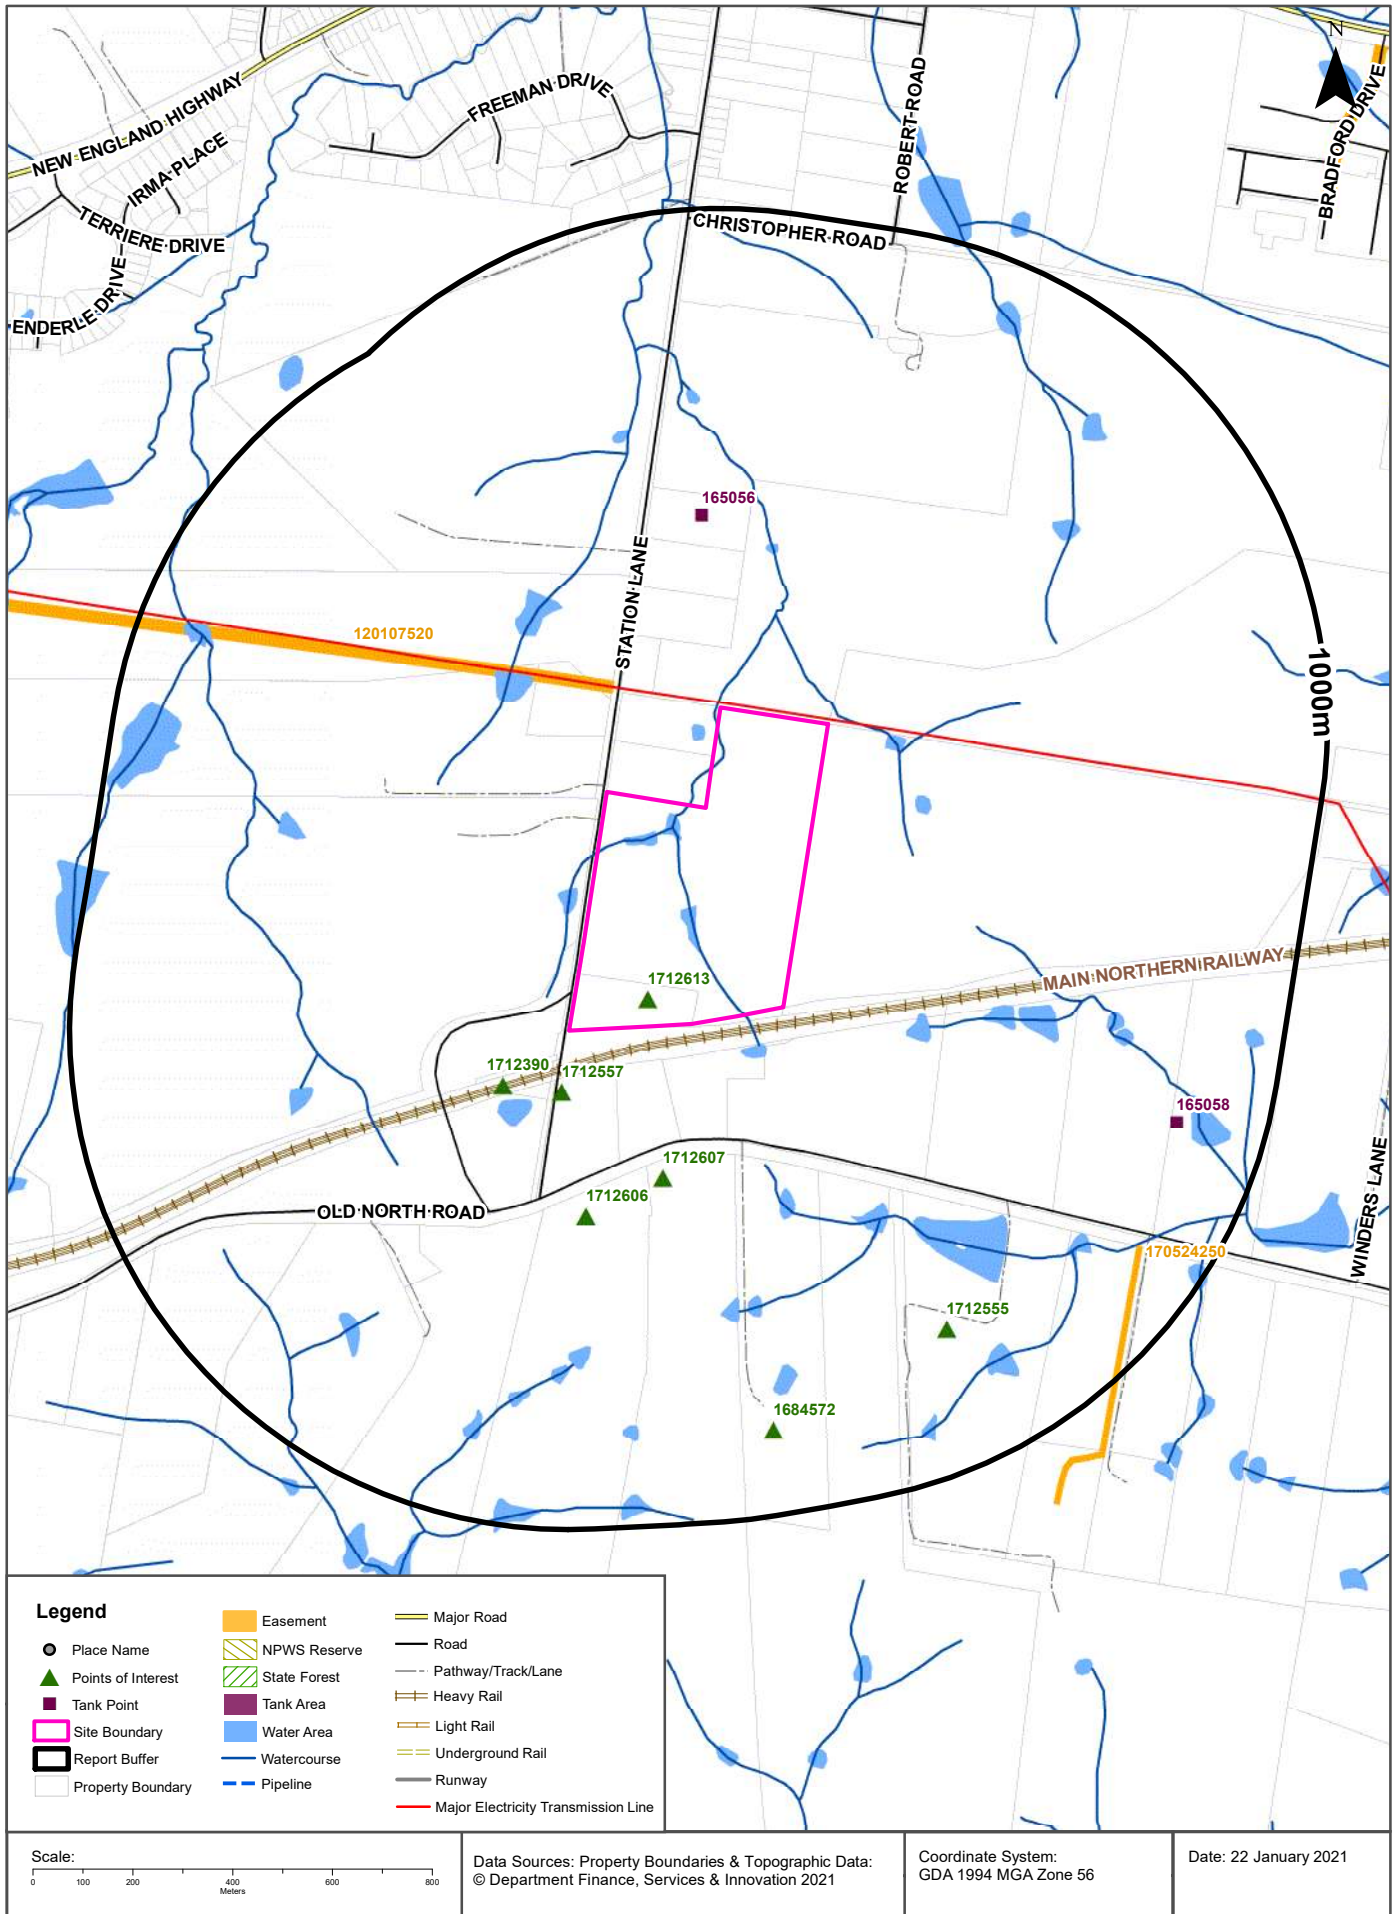 N
NEW ENGLAND HIGHWAY
IRMA PLACE
TERRIERE DRIVE
ENDERLE DRIVE
FREEMAN DRIVE
ROBERT ROAD
BRADFORD DRIVE
CHRISTOPHER ROAD
165056
STATION LANE
120107520
1000m
1712613
MAIN NORTHERN RAILWAY
1712390
1712557
165058
1712607
1712606
OLD NORTH ROAD
WINDERS LANE
170524250
1712555
1684572
Legend
Place Name
Points of Interest
Tank Point
Site Boundary
Report Buffer
Property Boundary
Easement
NPWS Reserve
State Forest
Tank Area
Water Area
Watercourse
Pipeline
Major Road
Road
Pathway/Track/Lane
Heavy Rail
Light Rail
Underground Rail
Runway
Major Electricity Transmission Line
Scale:
0 100 200 400 600 800
Meters
Data Sources: Property Boundaries & Topographic Data:
© Department Finance, Services & Innovation 2021
Coordinate System:
GDA 1994 MGA Zone 56
Date: 22 January 2021